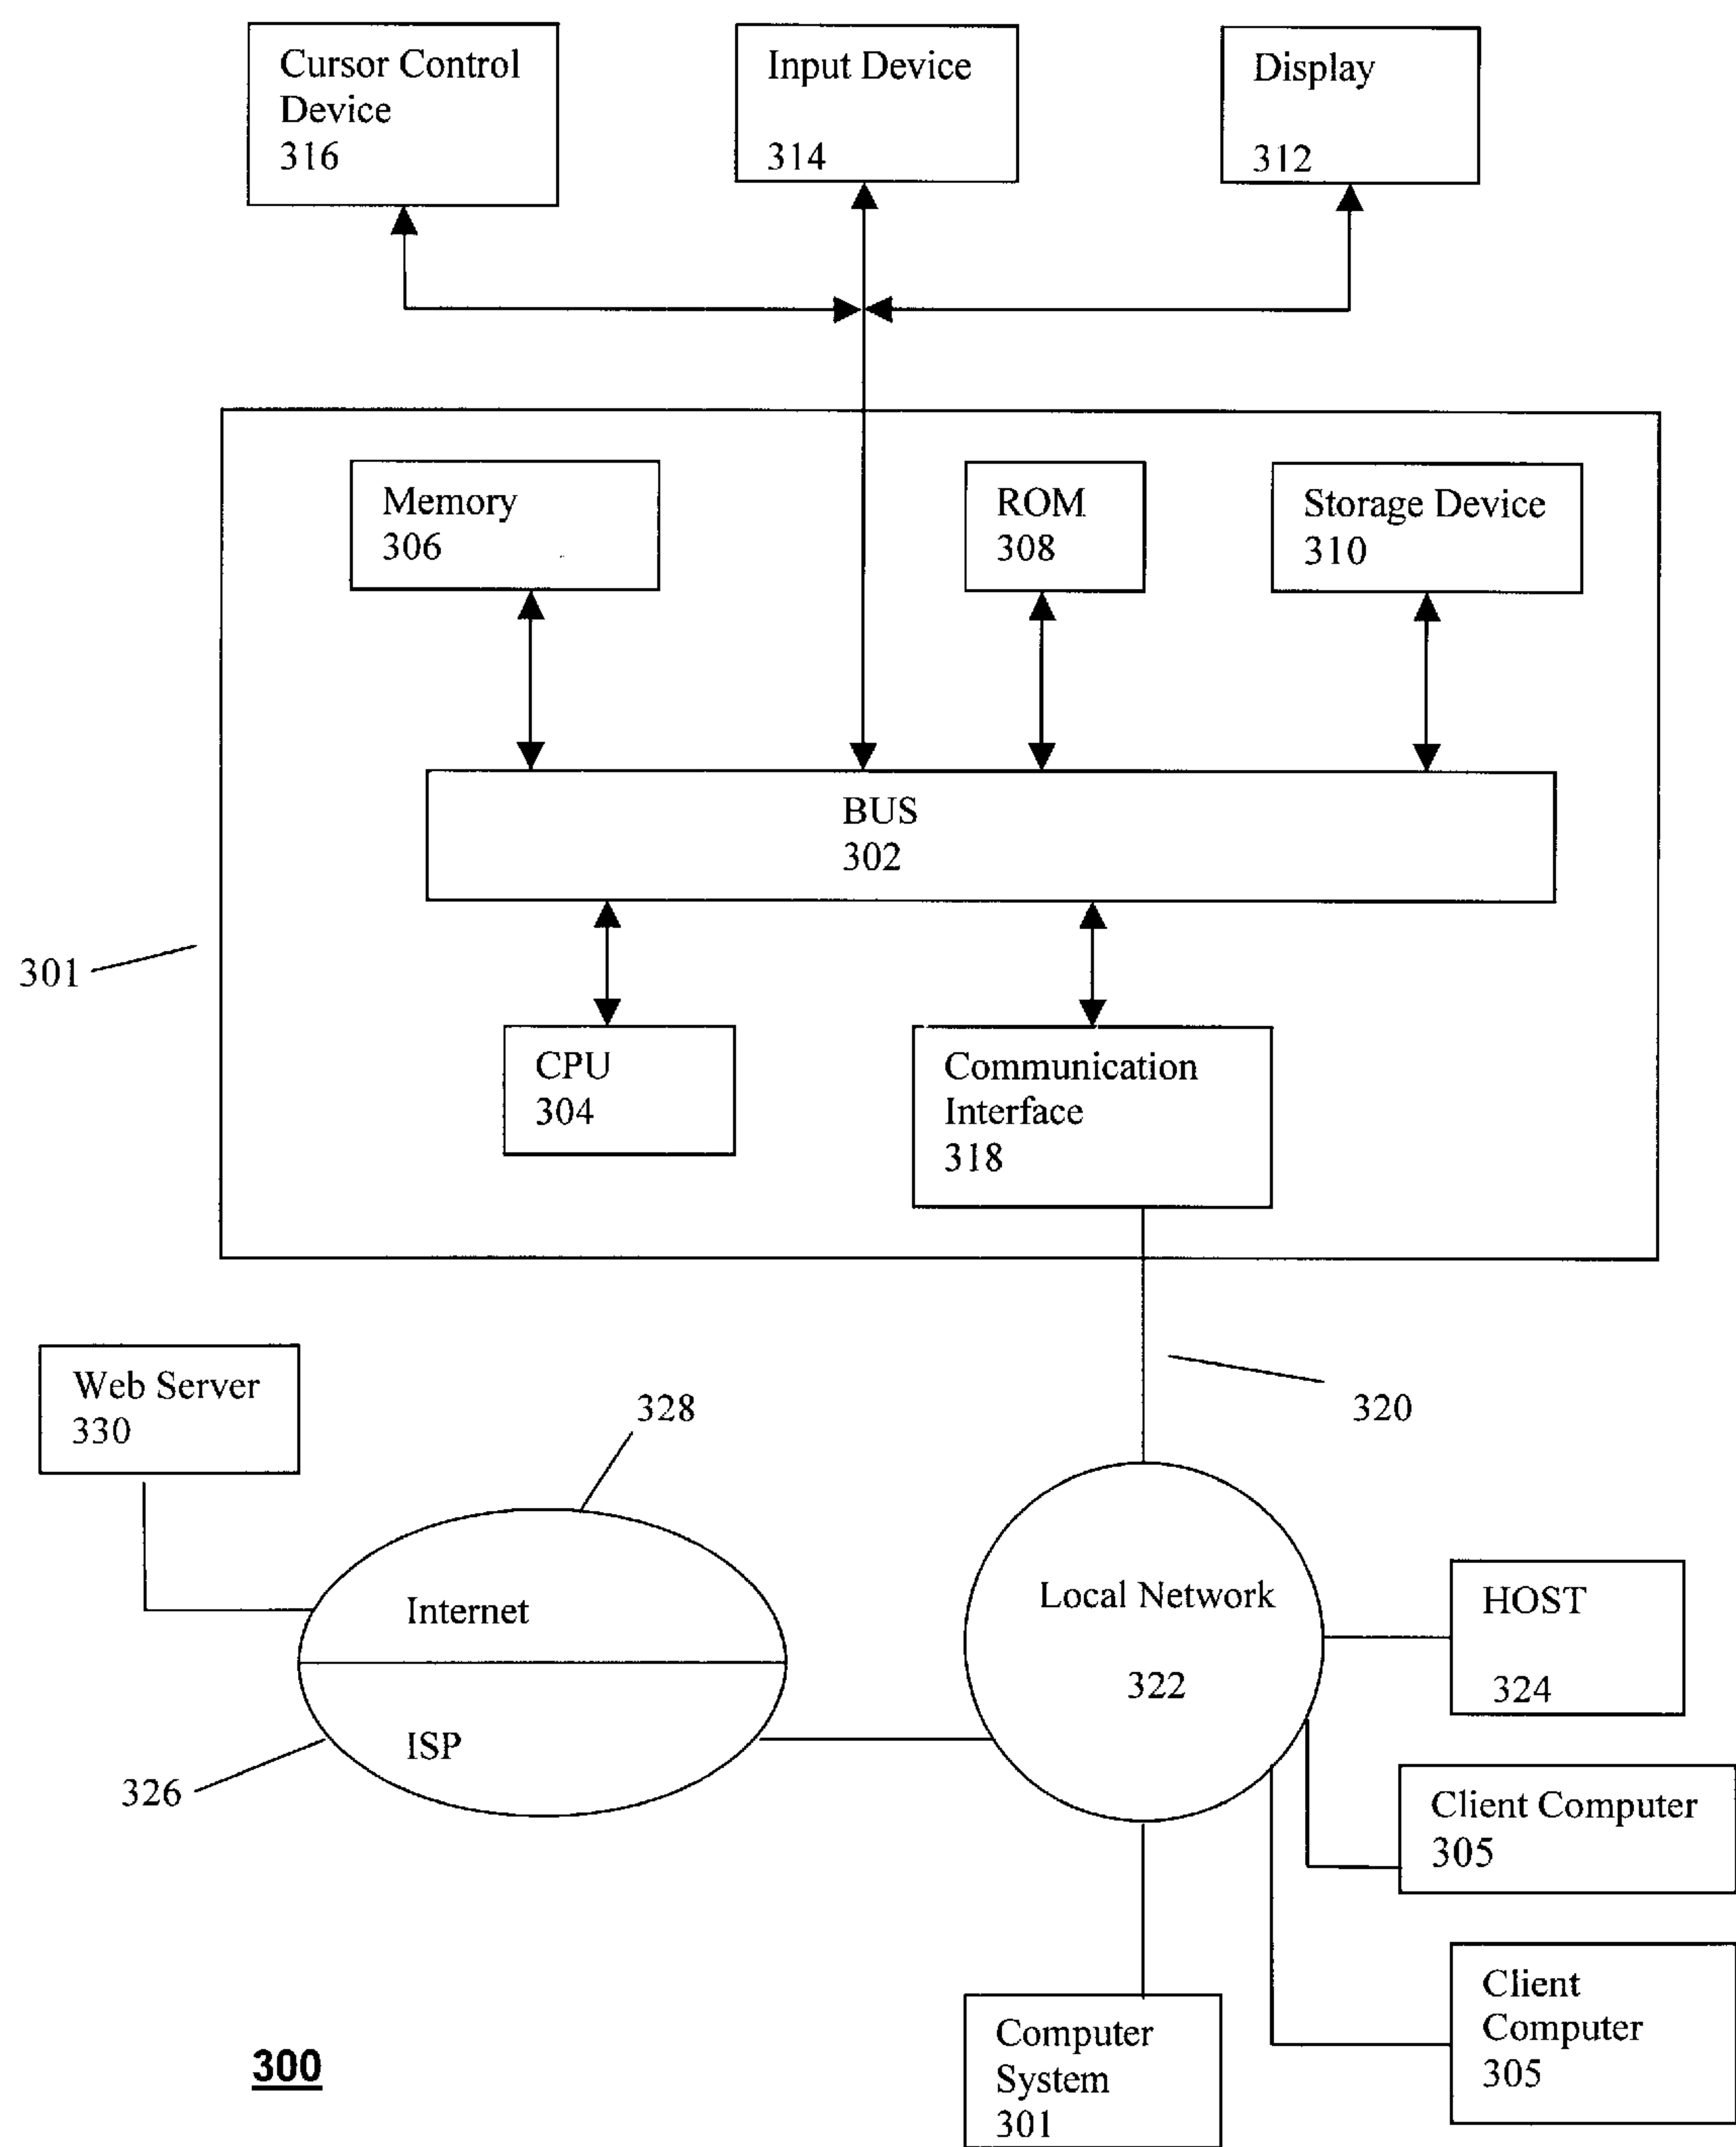 Cursor Control
Device
316
Input Device
314
Display
312
Memory
306
ROM
308
Storage Device
310
BUS
302
301
CPU
304
Communication
Interface
318
Web Server
330
328
320
Internet
ISP
326
Local Network
322
HOST
324
Client Computer
305
Client
Computer
305
Computer
System
301
300